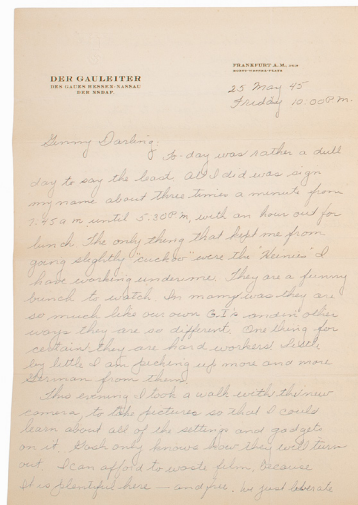 DER GAULEITER
DES GAUES HESSEN-NASSAU
DER NSDAP.
FRANKFURT A. M.
25 May 45
Friday 10:00 P.M.
Darling;
To-day was rather a dull
day to say the least. All I did was sign
my name about three times a minute from
7:45 a.m. until 5:30 P.M. with an hour out for
lunch. The only thing that kept me from
going slightly "cuckoo" were the "Heinies" I
have working under me. They are a funny
bunch to watch. In many ways they are
so much like our own G.I's and in other
ways they are so different. One thing for
certain they are hard workers. Little
by little I am picking up more and more
German from them.
This evening I took a walk with the new
camera, to take pictures so that I could
learn about all of the settings and gadgets
on it. Gosh only knows how they will turn
out. I can afford to waste film, because
it is plentiful here — and free. We just liberate